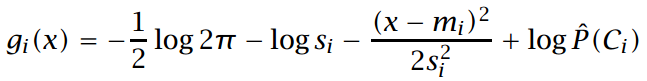 $g_i(x) = -\frac{1}{2} \log 2\pi - \log s_i - \frac{(x - m_i)^2}{2s_i^2} + \log \hat{P}(C_i)$